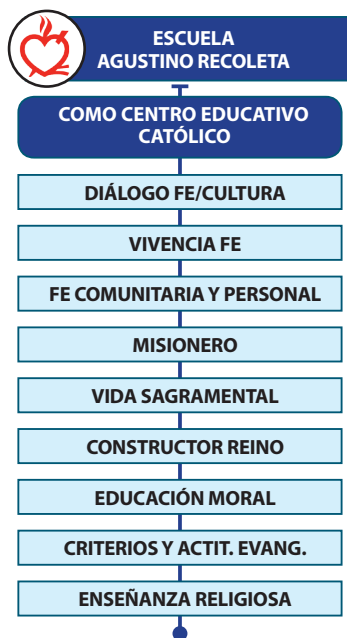 ESCUELA
AGUSTINO RECOLETA
COMO CENTRO EDUCATIVO
CATÓLICO
DIÁLOGO FE/CULTURA
VIVENCIA FE
FE COMUNITARIA Y PERSONAL
MISIONERO
VIDA SAGRAMENTAL
CONSTRUCTOR REINO
EDUCACIÓN MORAL
CRITERIOS Y ACTIT. EVANG.
ENSEÑANZA RELIGIOSA